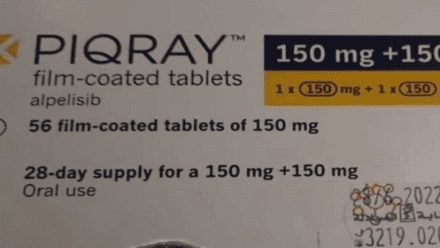 PIQRAY™
150 mg +150
film-coated tablets
1 x 150 mg + 1 x 150
alpelisib
56 film-coated tablets of 150 mg
28-day supply for a 150 mg +150 mg
Oral use